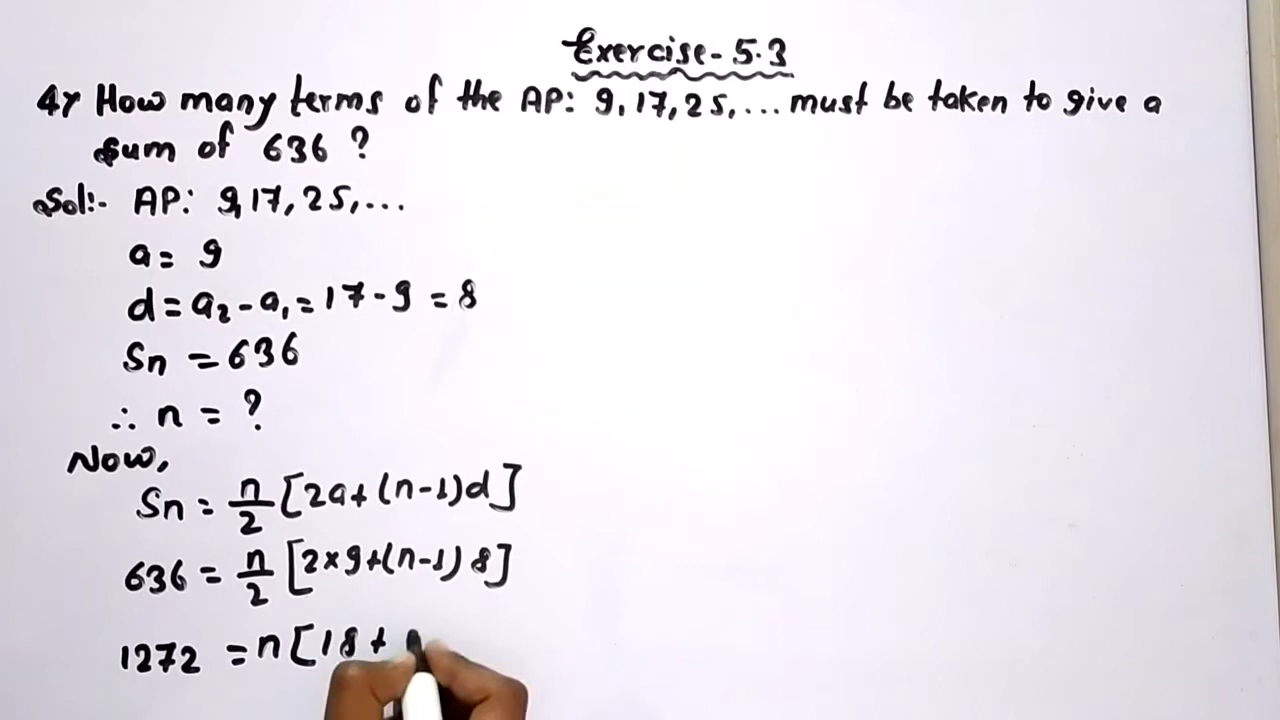 Exercise-5.3
4) How many terms of the AP: 9, 17, 25, ... must be taken to give a
sum of 636 ?
Sol:- AP: 9, 17, 25, ...
a = 9
d = a₂ - a₁ = 17 - 9 = 8
Sn = 636
∴ n = ?
Now,
Sn = n/2 [2a + (n-1)d]
636 = n/2 [2×9+(n-1) 8]
1272 = n [18 +